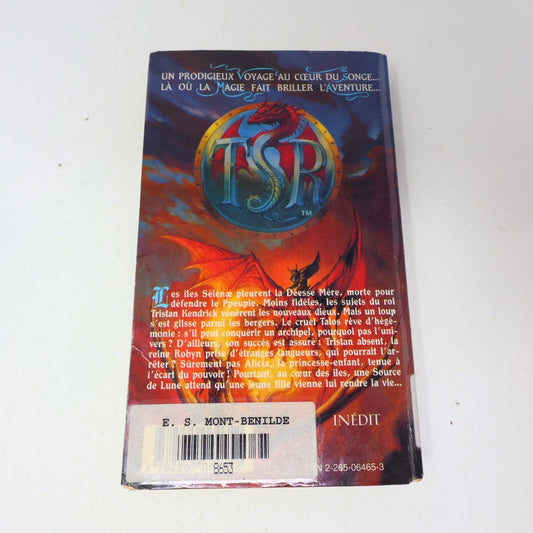 UN PRODIGIEUX VOYAGE AU CŒUR DU SONGE...
LÀ OÙ LA MAGIE FAIT BRILLER L'AVENTURE...
TSR
™
Les îles Sélénæ pleurent la Déesse Mère, morte pour
défendre le Ppeuple. Moins fidèles, les sujets du roi
Tristan Kendrick vénèrent les nouveaux dieux. Mais un loup
s'est glissé parmi les bergers. Le cruel Talos rêve d'hégé-
monie : s'il peut conquérir un archipel, pourquoi pas l'uni-
vers ? D'ailleurs, son succès est assuré : Tristan absent, la
reine Robyn prise d'étranges langueurs, qui pourrait l'ar-
rêter ? Sûrement pas Alicia, la princesse-enfant, tenue à
l'écart du pouvoir ! Pourtant, au cœur des îles, une Source
de Lune attend qu'une jeune fille vienne lui rendre la vie...
E. S. MONT-BENILDE
INÉDIT
8653
2-265-06465-3